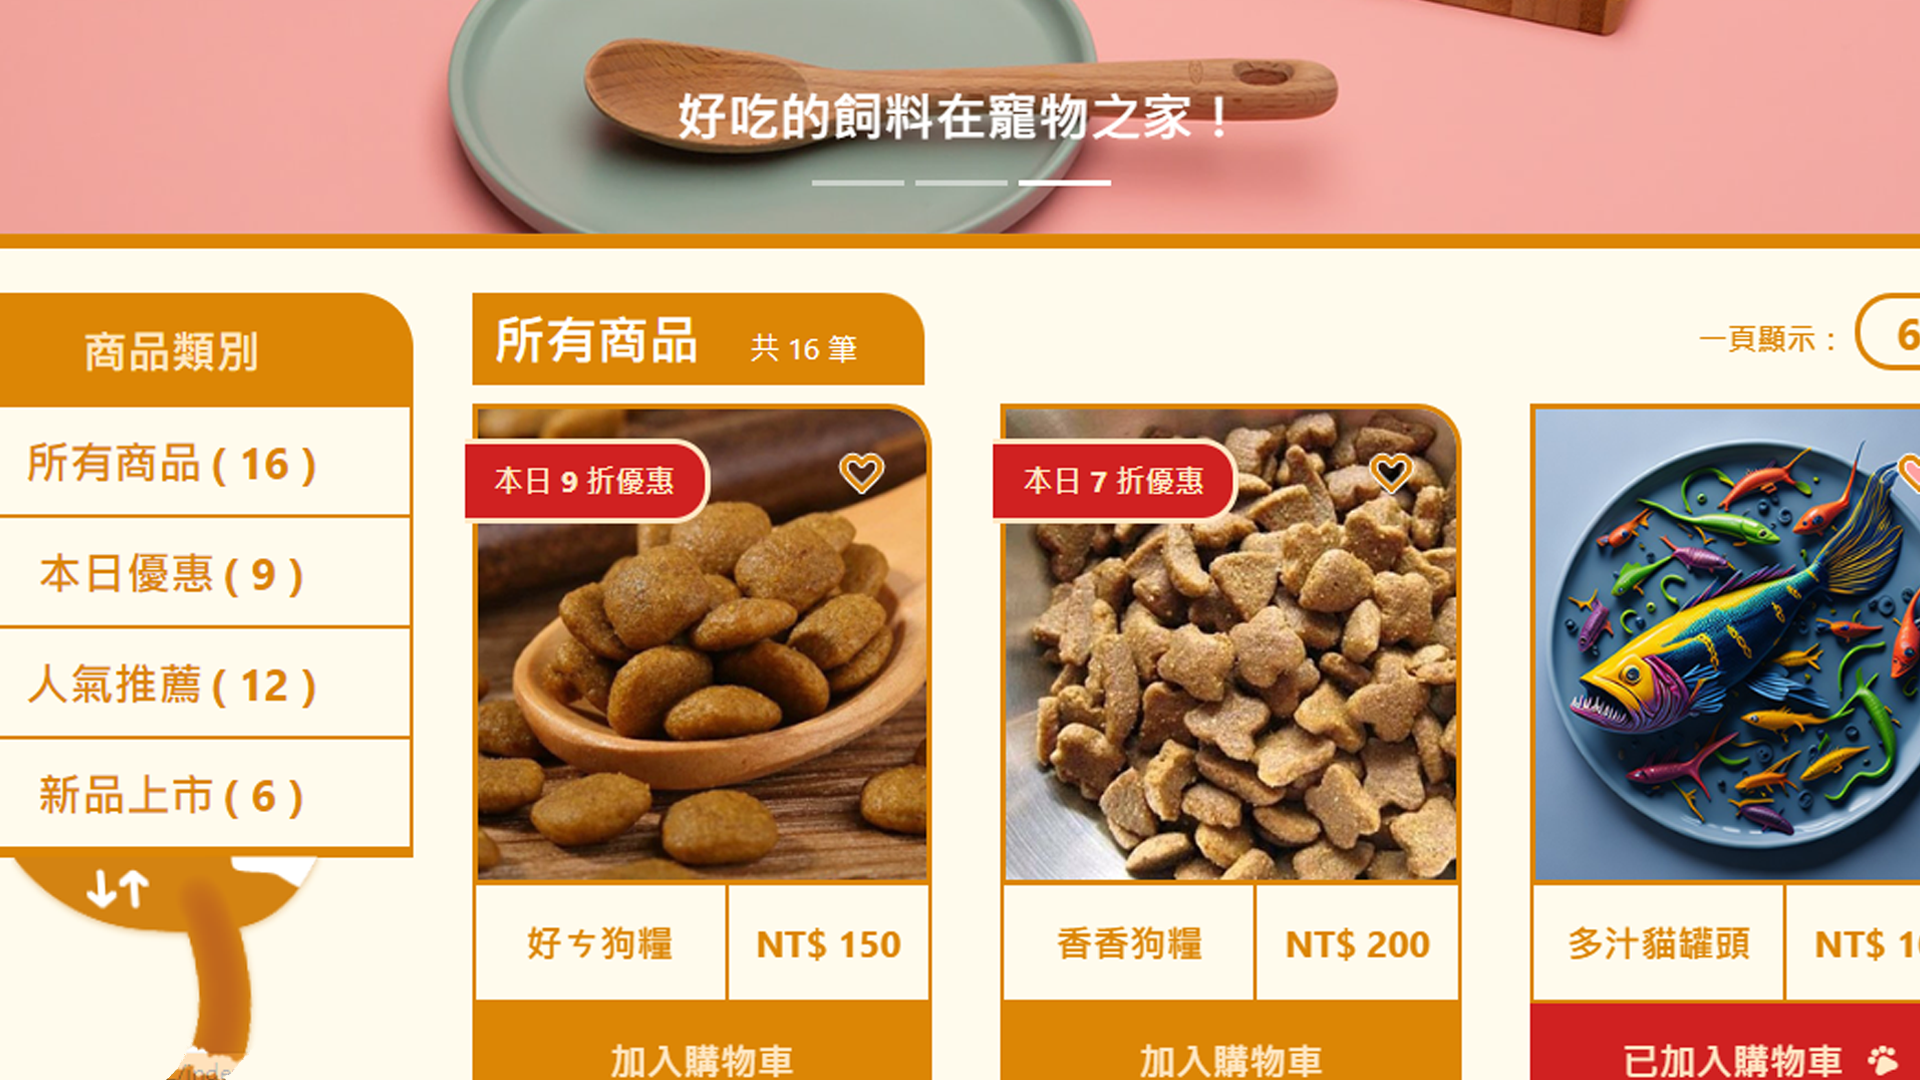 好吃的飼料在寵物之家！
商品類別
所有商品 ( 16 )
本日優惠 ( 9 )
人氣推薦 ( 12 )
新品上市 ( 6 )
所有商品 共 16 筆
一頁顯示：6
本日 9 折優惠
好ㄘ狗糧
NT$ 150
加入購物車
本日 7 折優惠
香香狗糧
NT$ 200
加入購物車
多汁貓罐頭
NT$
已加入購物車